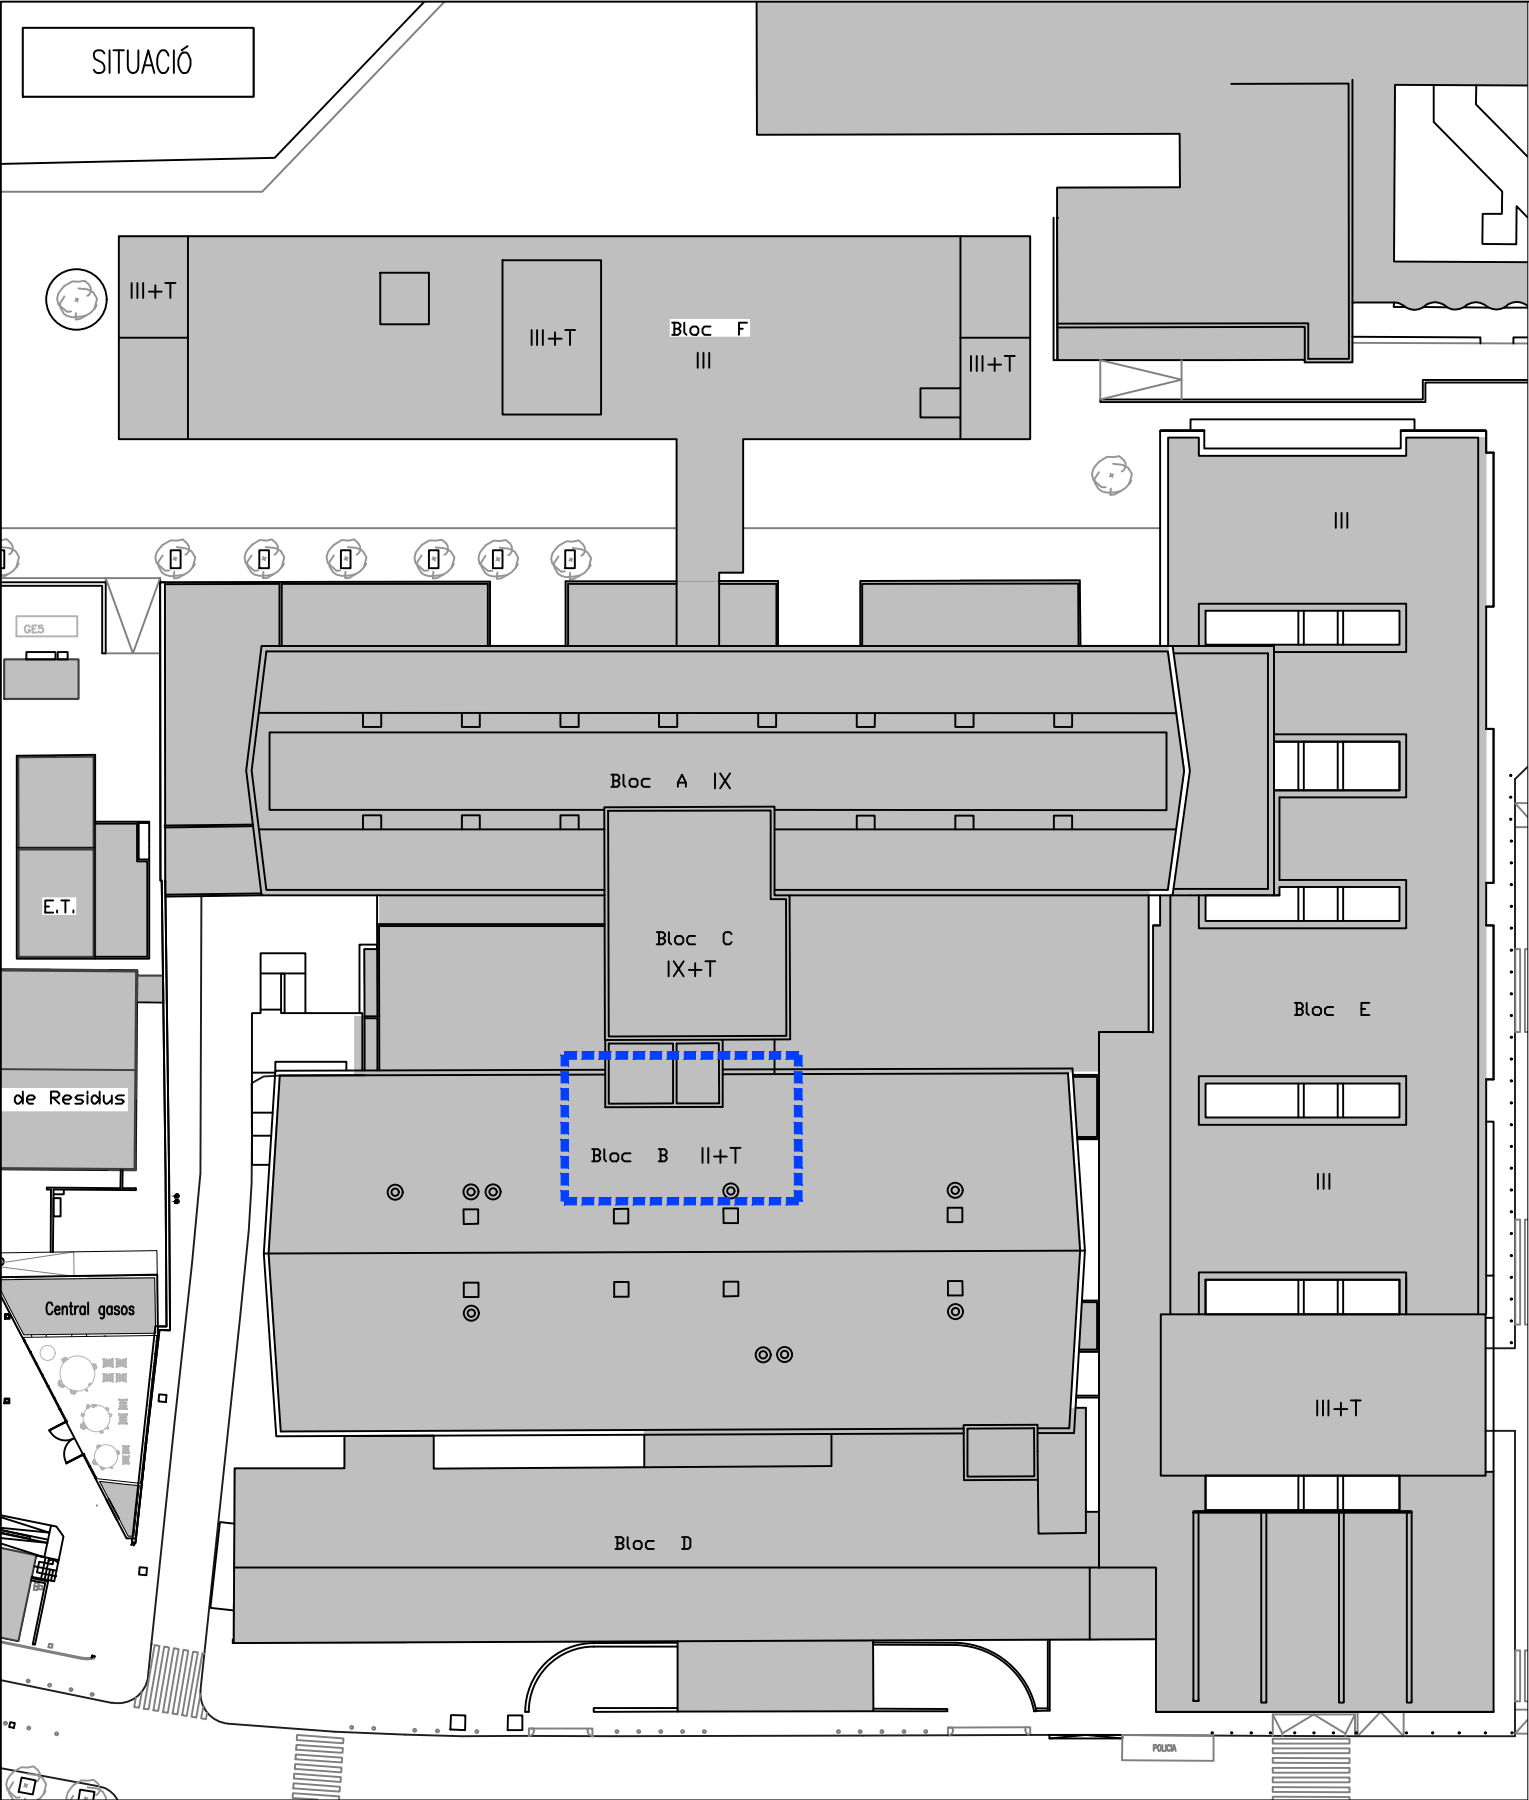 SITUACIÓ
III+T
III+T
Bloc F
III
III+T
III
GE5
Bloc A IX
E.T.
Bloc C
IX+T
Bloc E
de Residus
Bloc B II+T
III
Central gasos
III+T
Bloc D
POLICIA